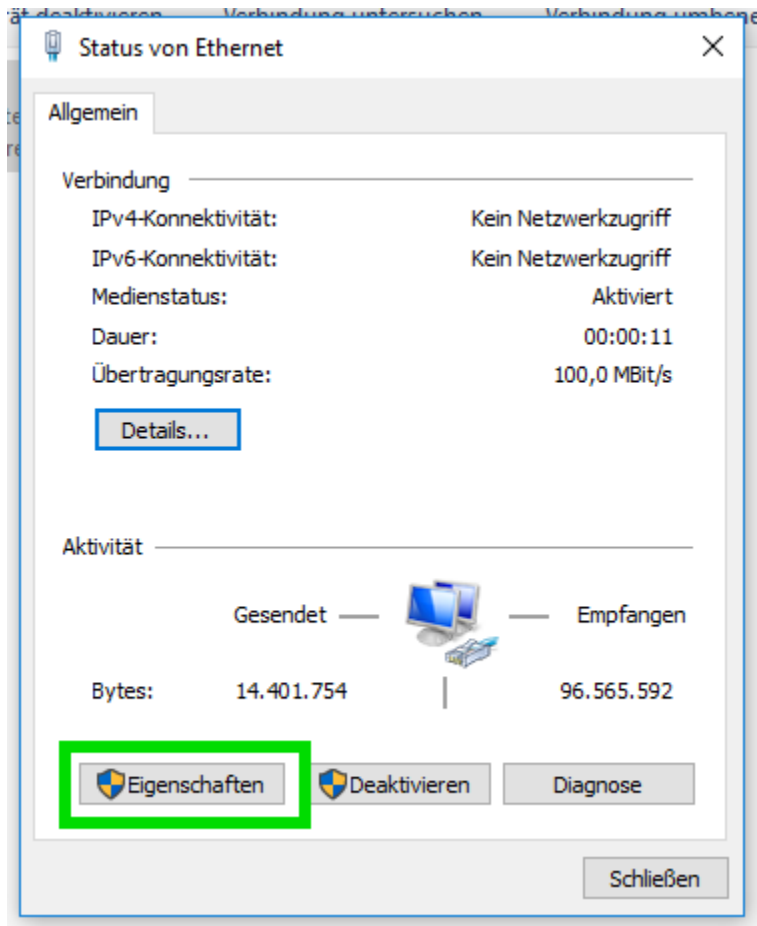 Status von Ethernet
Allgemein
Verbindung
IPv4-Konnektivität: Kein Netzwerkzugriff
IPv6-Konnektivität: Kein Netzwerkzugriff
Medienstatus: Aktiviert
Dauer: 00:00:11
Übertragungsrate: 100,0 MBit/s
Details...
Aktivität
Gesendet Empfangen
Bytes: 14.401.754 96.565.592
Eigenschaften Deaktivieren Diagnose
Schließen